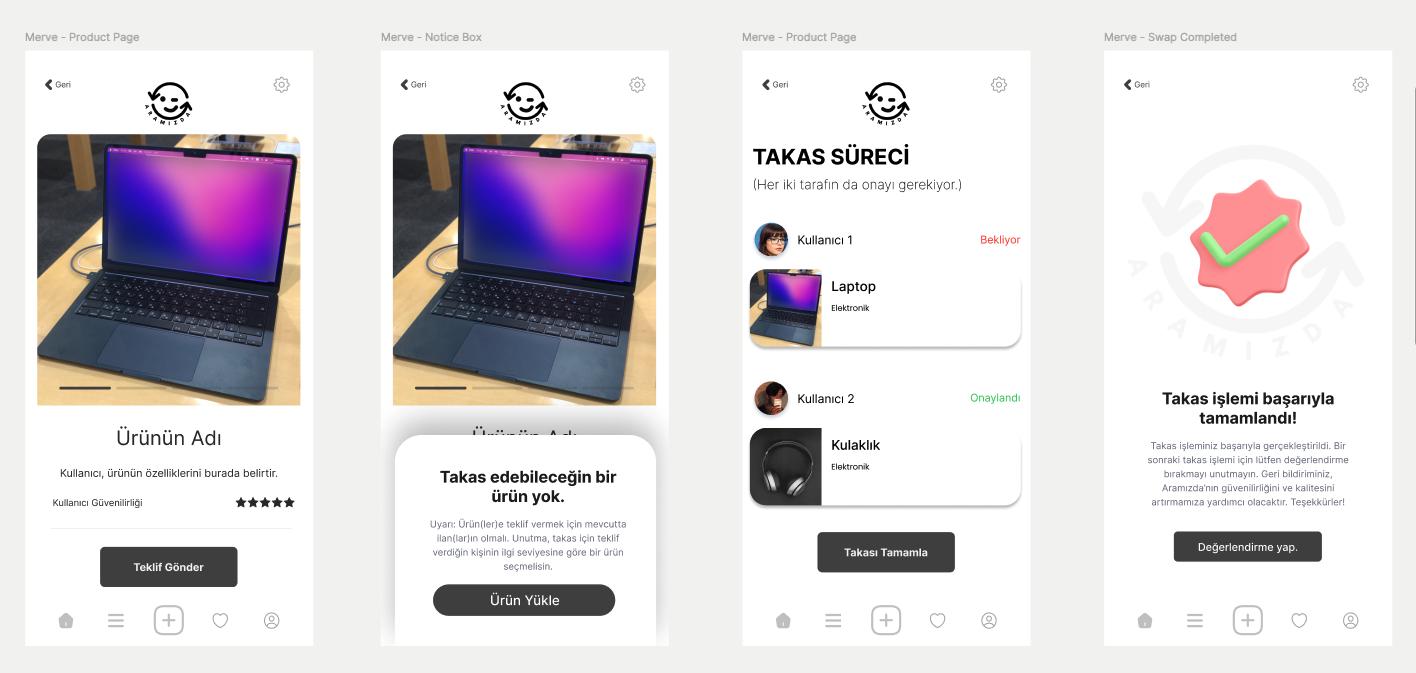 Merve - Product Page
Geri
ARAMIZDA
Ürünün Adı
Kullanıcı, ürünün özelliklerini burada belirtir.
Kullanıcı Güvenilirliği
Teklif Gönder
Merve - Notice Box
Geri
ARAMIZDA
Ürünün Adı
Takas edebileceğin bir
ürün yok.
Uyarı: Ürün(ler)e teklif vermek için mevcutta
ilan(lar)ın olmalı. Unutma, takas için teklif
verdiğin kişinin ilgi seviyesine göre bir ürün
seçmelisin.
Ürün Yükle
Merve - Product Page
Geri
ARAMIZDA
TAKAS SÜRECİ
(Her iki tarafın da onayı gerekiyor.)
Kullanıcı 1
Bekliyor
Laptop
Elektronik
Kullanıcı 2
Onaylandı
Kulaklık
Elektronik
Takası Tamamla
Merve - Swap Completed
Geri
ARAMIZDA
Takas işlemi başarıyla
tamamlandı!
Takas işleminiz başarıyla gerçekleştirildi. Bir
sonraki takas işlemi için lütfen değerlendirme
bırakmayı unutmayın. Geri bildiriminiz,
Aramızda'nın güvenilirliğini ve kalitesini
artırmamıza yardımcı olacaktır. Teşekkürler!
Değerlendirme yap.